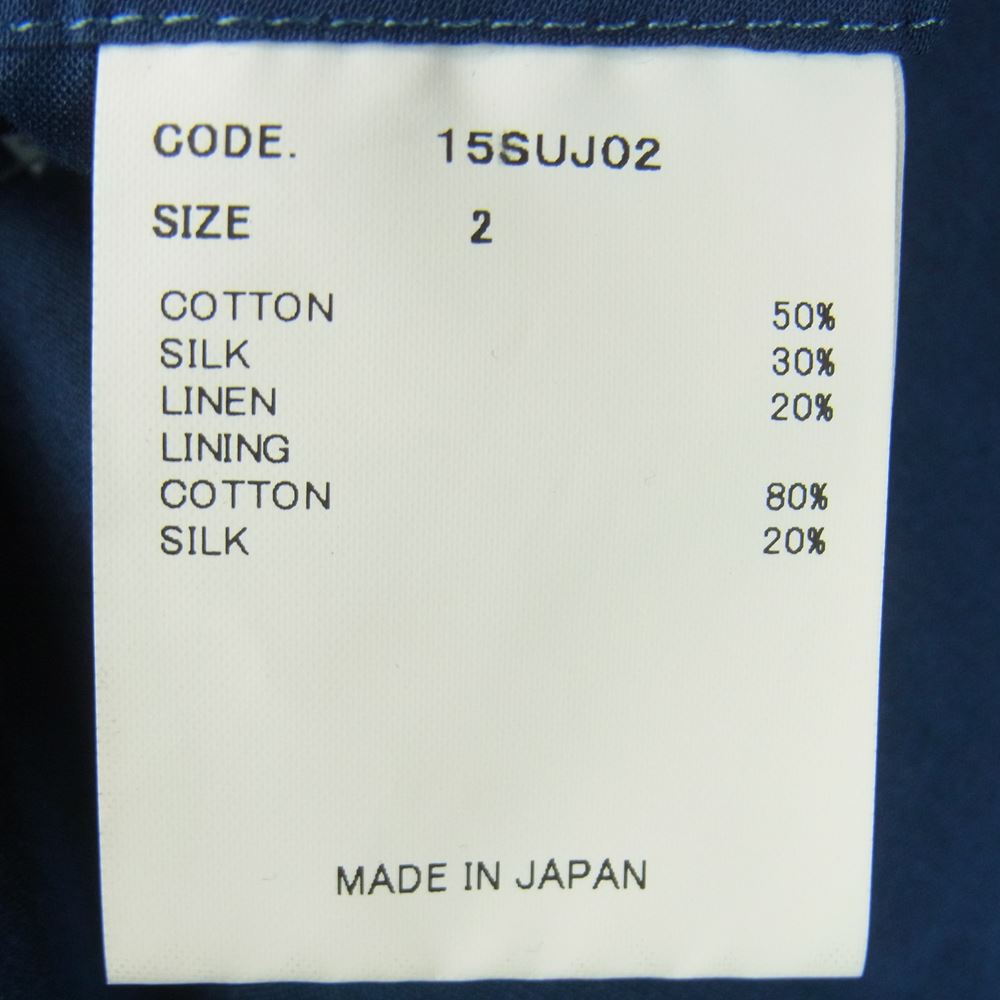 CODE. 15SUJ02
SIZE 2
COTTON 50%
SILK 30%
LINEN 20%
LINING
COTTON 80%
SILK 20%
MADE IN JAPAN